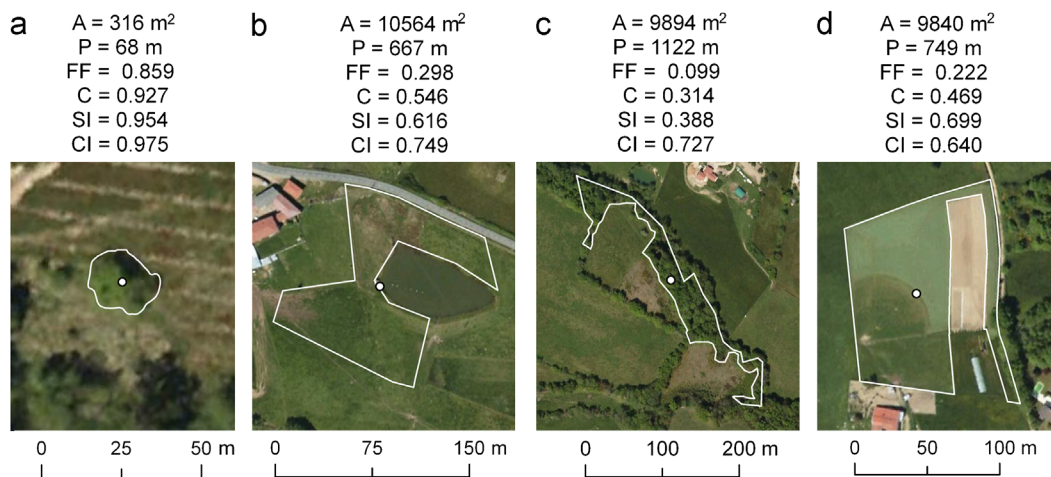 a
A = 316 m²
P = 68 m
FF = 0.859
C = 0.927
SI = 0.954
CI = 0.975
b
A = 10564 m²
P = 667 m
FF = 0.298
C = 0.546
SI = 0.616
CI = 0.749
c
A = 9894 m²
P = 1122 m
FF = 0.099
C = 0.314
SI = 0.388
CI = 0.727
d
A = 9840 m²
P = 749 m
FF = 0.222
C = 0.469
SI = 0.699
CI = 0.640
0 25 50 m
0 75 150 m
0 100 200 m
0 50 100 m